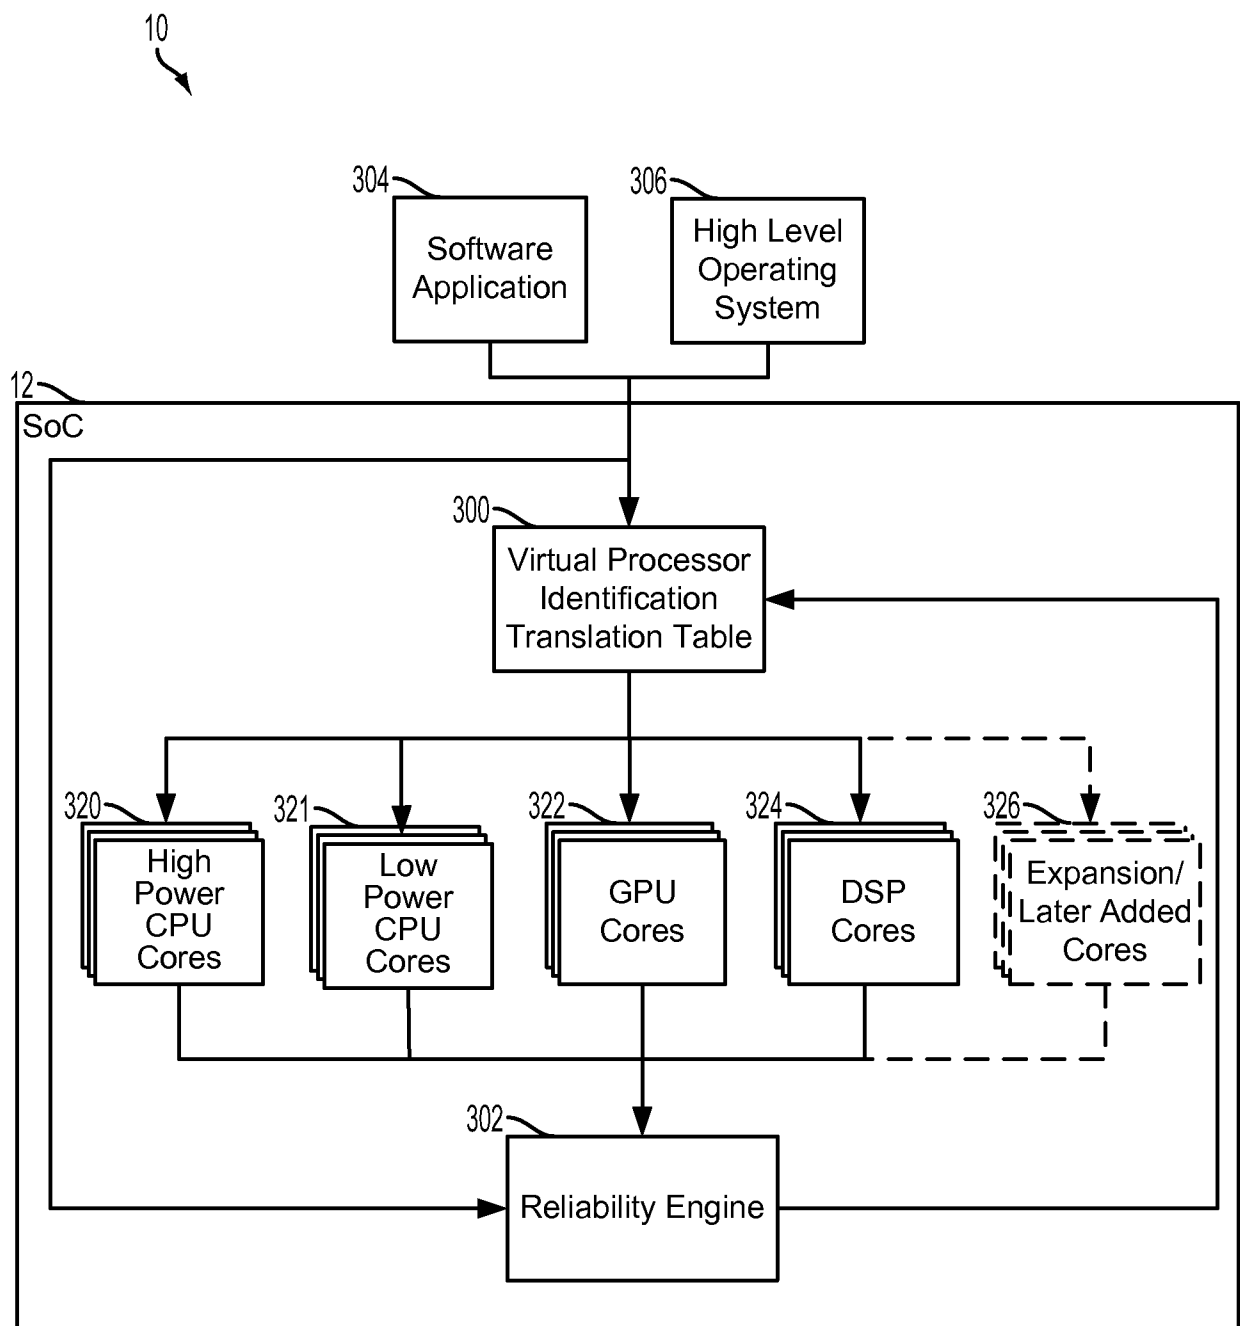 10
304
306
Software
Application
High Level
Operating
System
12
SoC
300
Virtual Processor
Identification
Translation Table
320
321
322
324
326
High
Power
CPU
Cores
Low
Power
CPU
Cores
GPU
Cores
DSP
Cores
Expansion/
Later Added
Cores
302
Reliability Engine